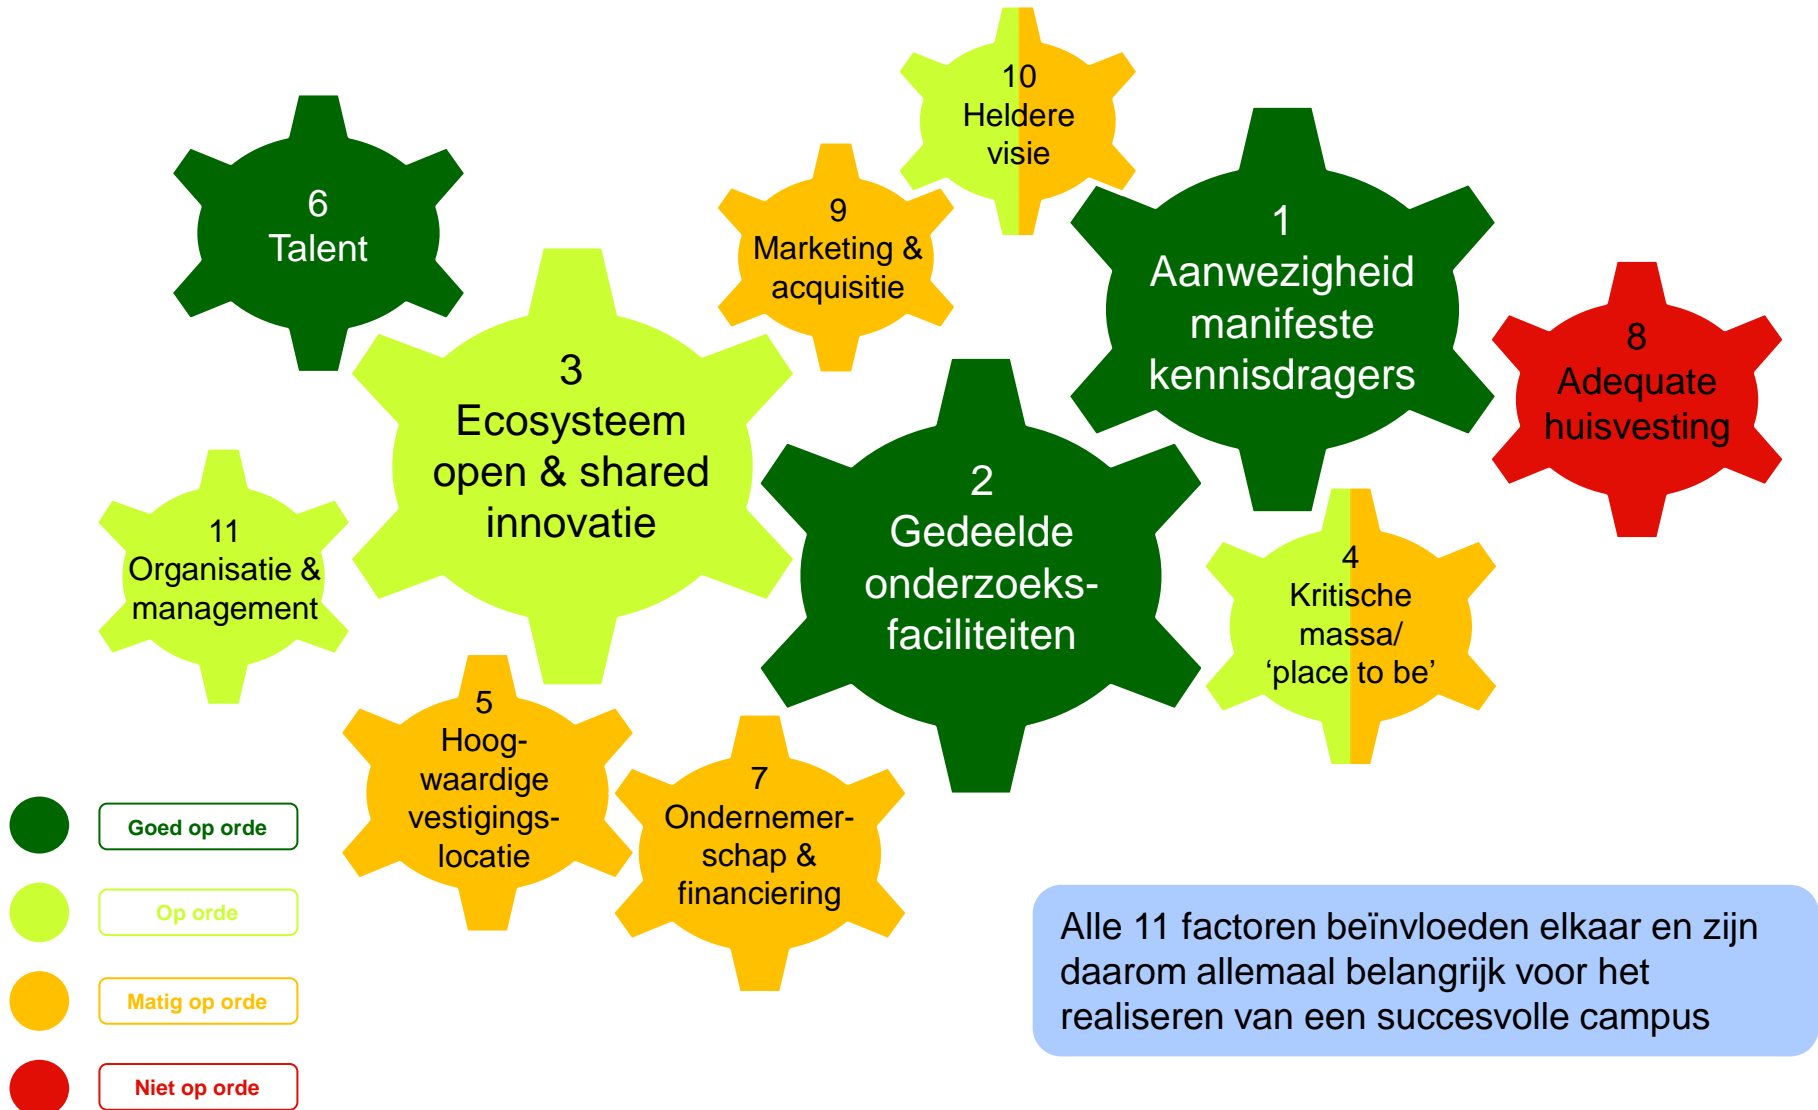 10
Heldere
visie
6
Talent
9
Marketing &
acquisitie
1
Aanwezigheid
manifeste
kennisdragers
8
Adequate
huisvesting
3
Ecosysteem
open & shared
innovatie
2
Gedeelde
onderzoeks-
faciliteiten
11
Organisatie &
management
4
Kritische
massa/
‘place to be’
5
Hoog-
waardige
vestigings-
locatie
7
Ondernemer-
schap &
financiering
Goed op orde
Op orde
Matig op orde
Niet op orde
Alle 11 factoren beïnvloeden elkaar en zijn
daarom allemaal belangrijk voor het
realiseren van een succesvolle campus